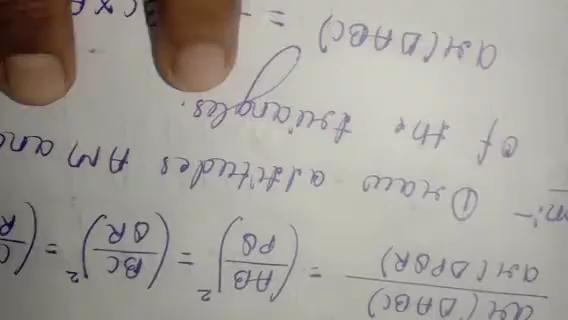 ar(ΔABC)/ar(ΔPQR) = (AB/PQ)² = (BC/QR)² = (C/R
n:- ① Draw altitudes AM and
of the triangles.
ar(ΔABC) =